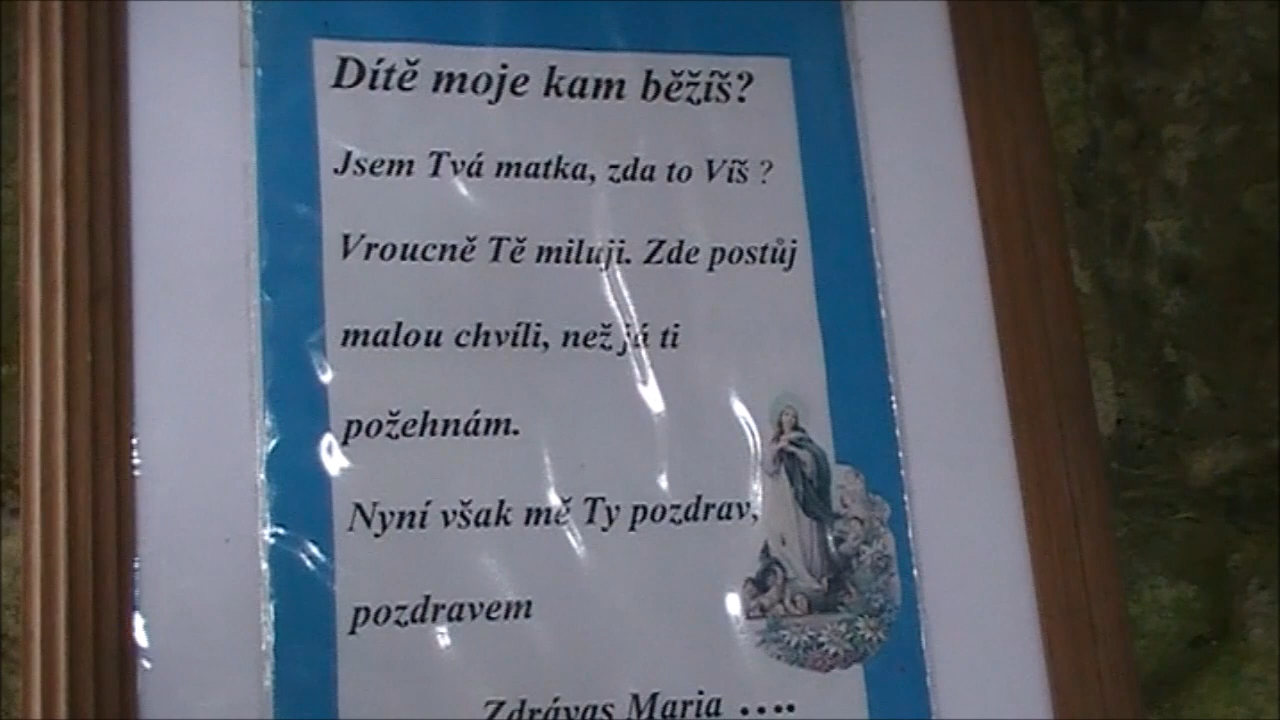 Dítě moje kam běžíš?
Jsem Tvá matka, zda to Víš ?
Vroucně Tě miluji. Zde postůj
malou chvíli, než já ti
požehnám.
Nyní však mě Ty pozdrav,
pozdravem
Zdrávas Maria ....